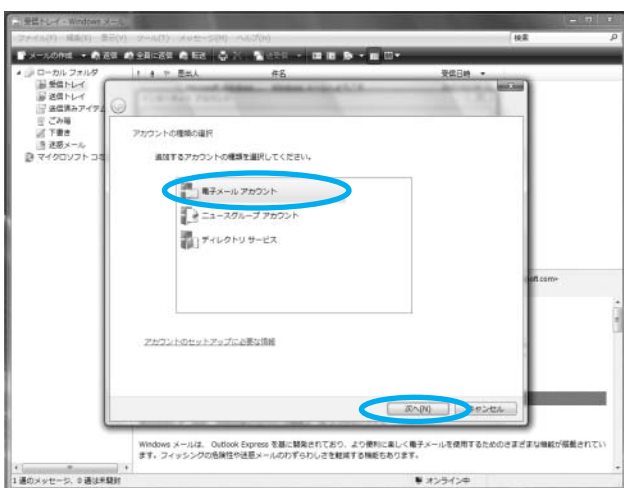 受信トレイ - Windows メール
ファイル(F) 編集(E) 表示(V) ツール(T) メッセージ(M) ヘルプ(H)
検索
メールの作成 返信 全員に返信 転送 送受信
ローカル フォルダ
受信トレイ
送信トレイ
送信済みアイテム
ごみ箱
下書き
迷惑メール
マイクロソフト コミ
差出人 件名 受信日時
アカウントの種類の選択
追加するアカウントの種類を選択してください。
電子メール アカウント
ニュースグループ アカウント
ディレクトリ サービス
アカウントのセットアップに必要な情報
次へ(N) キャンセル
Windows メールは、Outlook Express を基に開発されており、より便利に楽しく電子メールを使用するためのさまざまな機能が搭載されてい
ます。フィッシングの危険性や迷惑メールのわずらわしさを軽減する機能もあります。
1 通のメッセージ、0 通は未開封
オンライン中